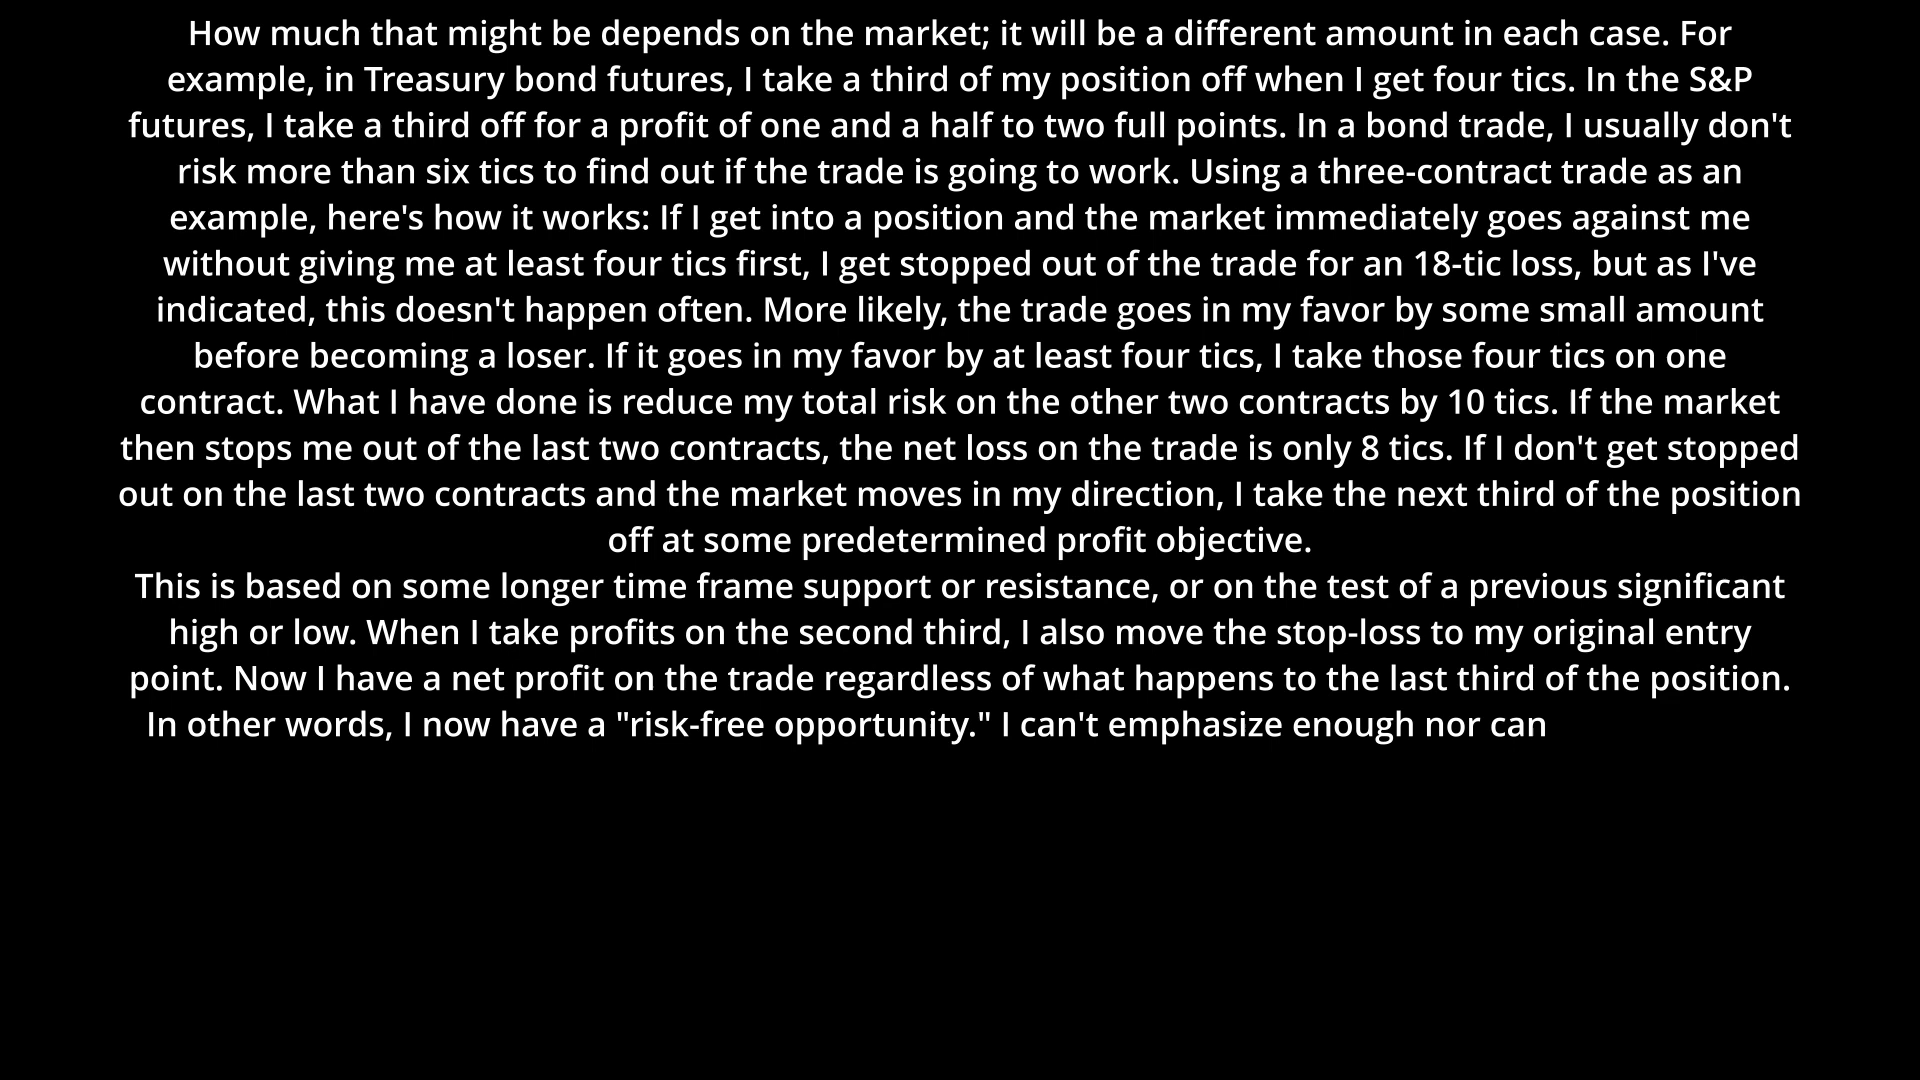 How much that might be depends on the market; it will be a different amount in each case. For
example, in Treasury bond futures, I take a third of my position off when I get four tics. In the S&P
futures, I take a third off for a profit of one and a half to two full points. In a bond trade, I usually don't
risk more than six tics to find out if the trade is going to work. Using a three-contract trade as an
example, here's how it works: If I get into a position and the market immediately goes against me
without giving me at least four tics first, I get stopped out of the trade for an 18-tic loss, but as I've
indicated, this doesn't happen often. More likely, the trade goes in my favor by some small amount
before becoming a loser. If it goes in my favor by at least four tics, I take those four tics on one
contract. What I have done is reduce my total risk on the other two contracts by 10 tics. If the market
then stops me out of the last two contracts, the net loss on the trade is only 8 tics. If I don't get stopped
out on the last two contracts and the market moves in my direction, I take the next third of the position
off at some predetermined profit objective.
This is based on some longer time frame support or resistance, or on the test of a previous significant
high or low. When I take profits on the second third, I also move the stop-loss to my original entry
point. Now I have a net profit on the trade regardless of what happens to the last third of the position.
In other words, I now have a "risk-free opportunity." I can't emphasize enough nor can